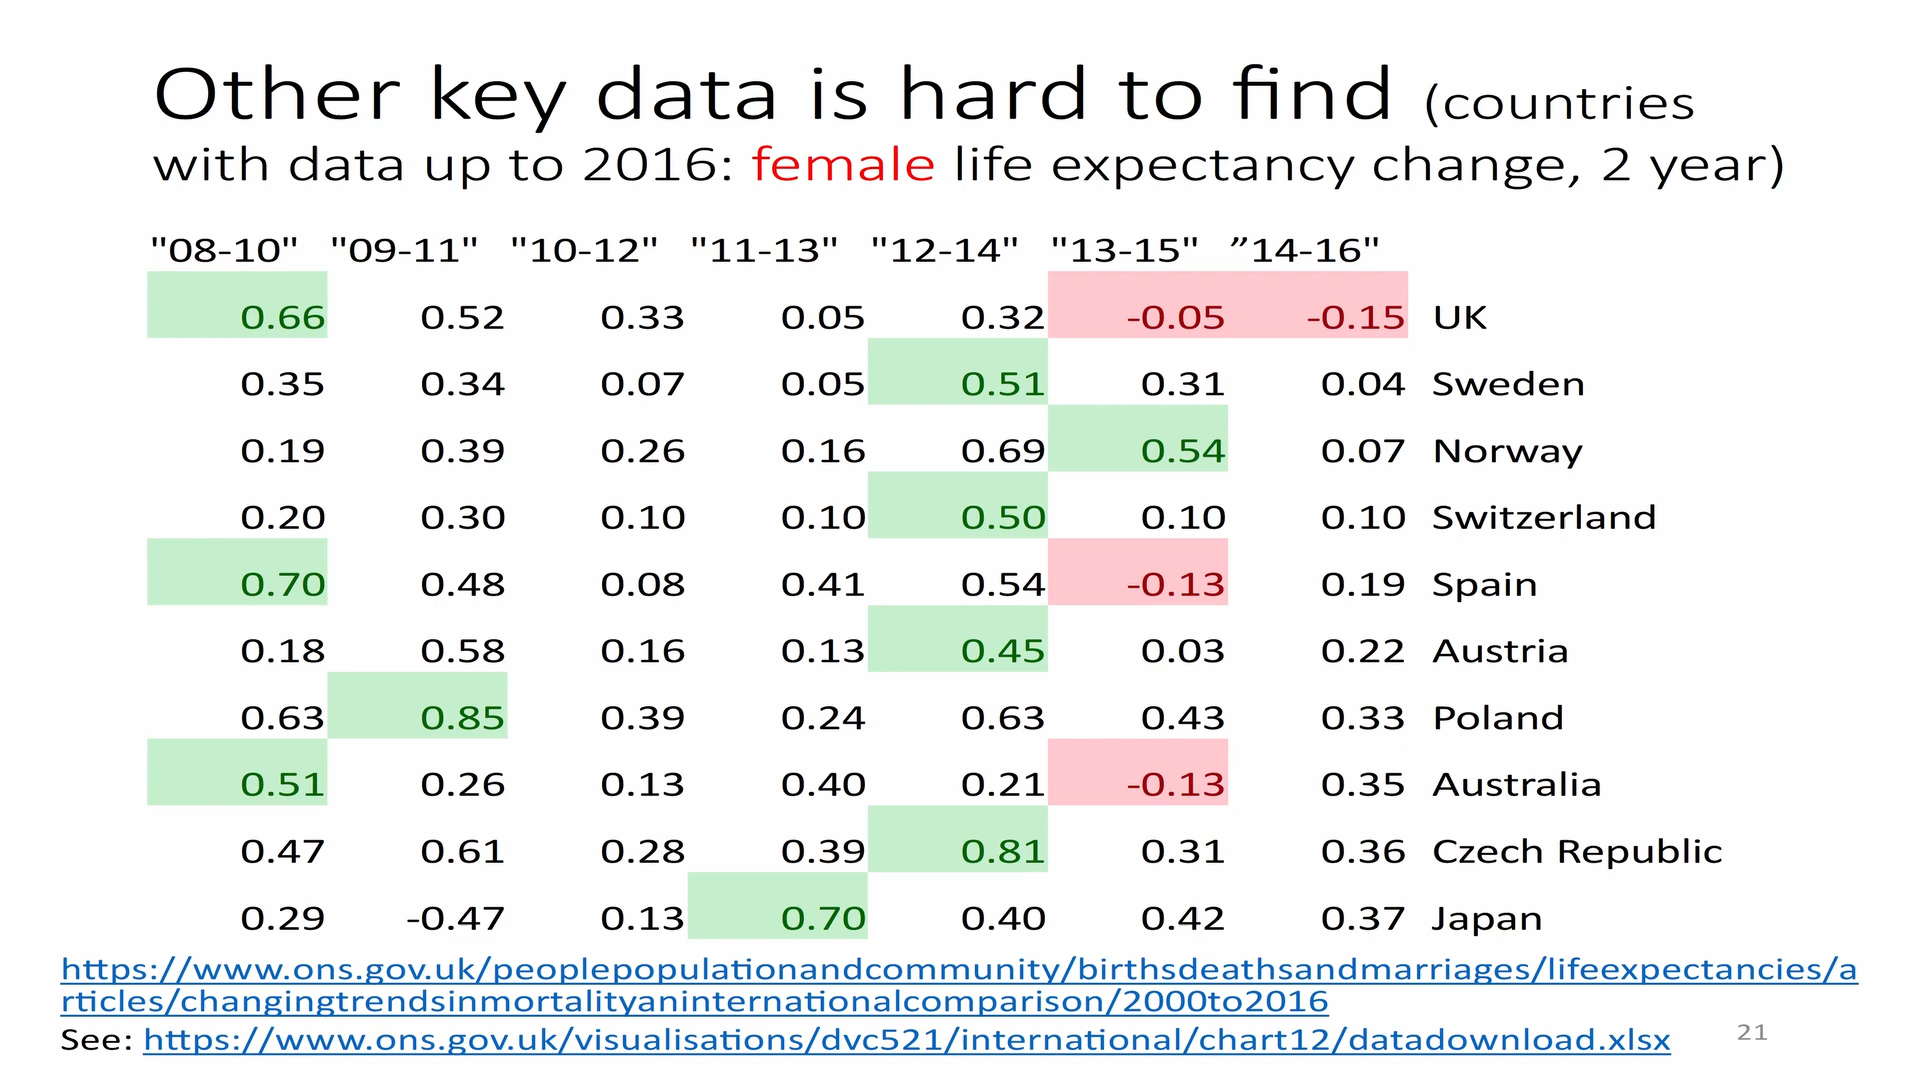 Other key data is hard to find (countries
with data up to 2016: female life expectancy change, 2 year)
"08-10" "09-11" "10-12" "11-13" "12-14" "13-15" ”14-16"
0.66 0.52 0.33 0.05 0.32 -0.05 -0.15 UK
0.35 0.34 0.07 0.05 0.51 0.31 0.04 Sweden
0.19 0.39 0.26 0.16 0.69 0.54 0.07 Norway
0.20 0.30 0.10 0.10 0.50 0.10 0.10 Switzerland
0.70 0.48 0.08 0.41 0.54 -0.13 0.19 Spain
0.18 0.58 0.16 0.13 0.45 0.03 0.22 Austria
0.63 0.85 0.39 0.24 0.63 0.43 0.33 Poland
0.51 0.26 0.13 0.40 0.21 -0.13 0.35 Australia
0.47 0.61 0.28 0.39 0.81 0.31 0.36 Czech Republic
0.29 -0.47 0.13 0.70 0.40 0.42 0.37 Japan
https://www.ons.gov.uk/peoplepopulationandcommunity/birthsdeathsandmarriages/lifeexpectancies/a
rticles/changingtrendsinmortalityaninternationalcomparison/2000to2016
See: https://www.ons.gov.uk/visualisations/dvc521/international/chart12/datadownload.xlsx
21